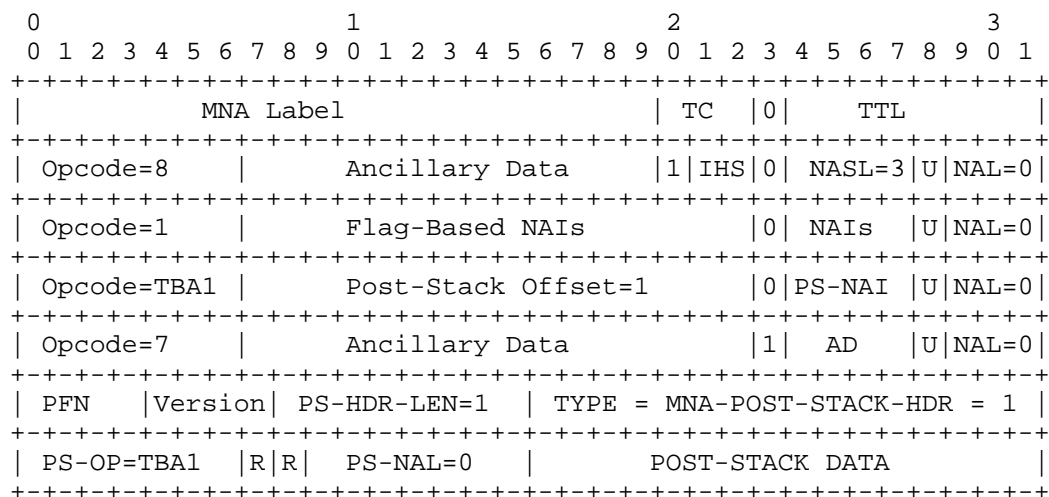 0                   1                   2                   3
 0 1 2 3 4 5 6 7 8 9 0 1 2 3 4 5 6 7 8 9 0 1 2 3 4 5 6 7 8 9 0 1
+-+-+-+-+-+-+-+-+-+-+-+-+-+-+-+-+-+-+-+-+-+-+-+-+-+-+-+-+-+-+-+-+
|           MNA Label                   | TC  |0|    TTL        |
+-+-+-+-+-+-+-+-+-+-+-+-+-+-+-+-+-+-+-+-+-+-+-+-+-+-+-+-+-+-+-+-+
| Opcode=8    |      Ancillary Data     |1|IHS|0| NASL=3|U|NAL=0|
+-+-+-+-+-+-+-+-+-+-+-+-+-+-+-+-+-+-+-+-+-+-+-+-+-+-+-+-+-+-+-+-+
| Opcode=1    |      Flag-Based NAIs          |0| NAIs  |U|NAL=0|
+-+-+-+-+-+-+-+-+-+-+-+-+-+-+-+-+-+-+-+-+-+-+-+-+-+-+-+-+-+-+-+-+
| Opcode=TBA1 |      Post-Stack Offset=1      |0|PS-NAI |U|NAL=0|
+-+-+-+-+-+-+-+-+-+-+-+-+-+-+-+-+-+-+-+-+-+-+-+-+-+-+-+-+-+-+-+-+
| Opcode=7    |      Ancillary Data           |1|  AD   |U|NAL=0|
+-+-+-+-+-+-+-+-+-+-+-+-+-+-+-+-+-+-+-+-+-+-+-+-+-+-+-+-+-+-+-+-+
| PFN   |Version| PS-HDR-LEN=1  | TYPE = MNA-POST-STACK-HDR = 1 |
+-+-+-+-+-+-+-+-+-+-+-+-+-+-+-+-+-+-+-+-+-+-+-+-+-+-+-+-+-+-+-+-+
| PS-OP=TBA1  |R|R|  PS-NAL=0   |       POST-STACK DATA         |
+-+-+-+-+-+-+-+-+-+-+-+-+-+-+-+-+-+-+-+-+-+-+-+-+-+-+-+-+-+-+-+-+